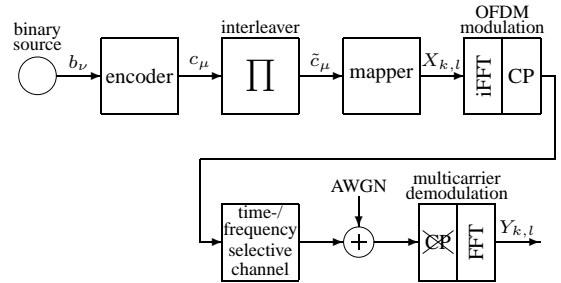 binary
source
b_ν
encoder
c_μ
interleaver
∏
c̃_μ
mapper
X_{k,l}
OFDM
modulation
iFFT
CP
time-/
frequency
selective
channel
AWGN
+
multicarrier
demodulation
CP
FFT
Y_{k,l}